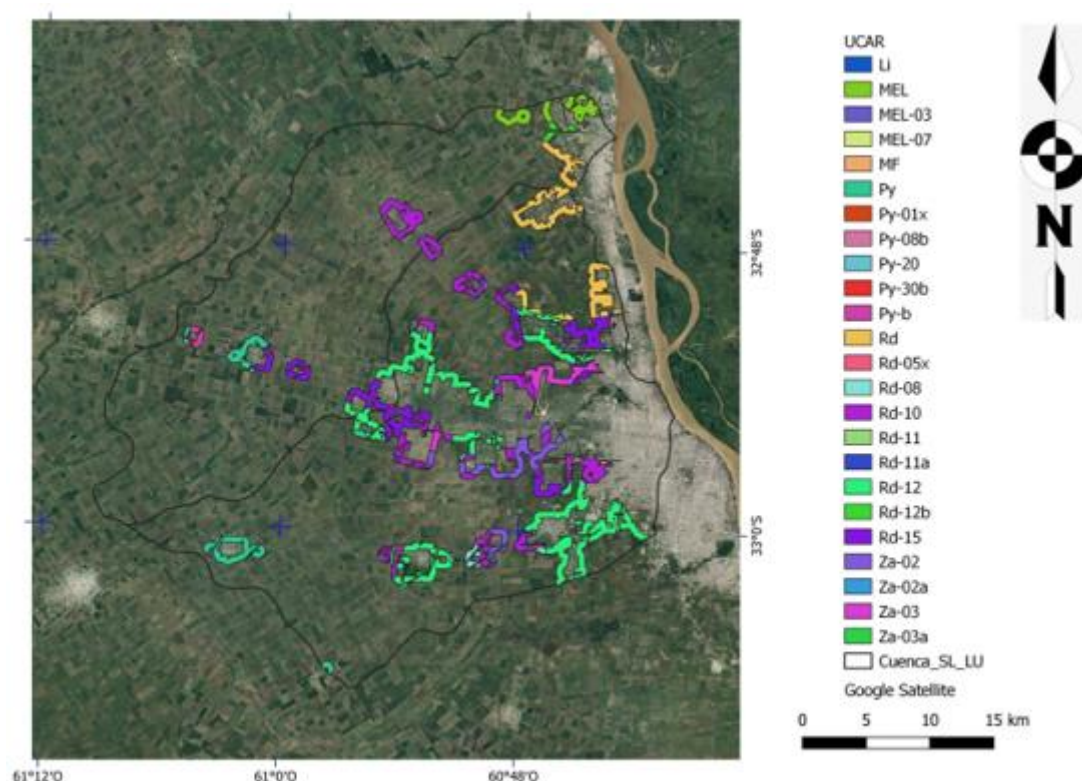 UCAR
Li
MEL
MEL-03
MEL-07
MF
Py
Py-01x
Py-08b
Py-20
Py-30b
Py-b
Rd
Rd-05x
Rd-08
Rd-10
Rd-11
Rd-11a
Rd-12
Rd-12b
Rd-15
Za-02
Za-02a
Za-03
Za-03a
Cuenca_SL_LU
Google Satellite
0 5 10 15 km
N
32°48'S
33°0'S
61°12'O 61°0'O 60°48'O